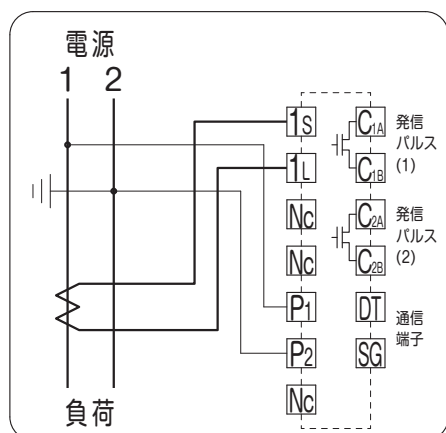 電源
1 2
1S C1A 発信
パルス
(1)
1L C1B
Nc C2A 発信
パルス
(2)
Nc C2B
P1 DT 通信
端子
P2 SG
Nc
負荷